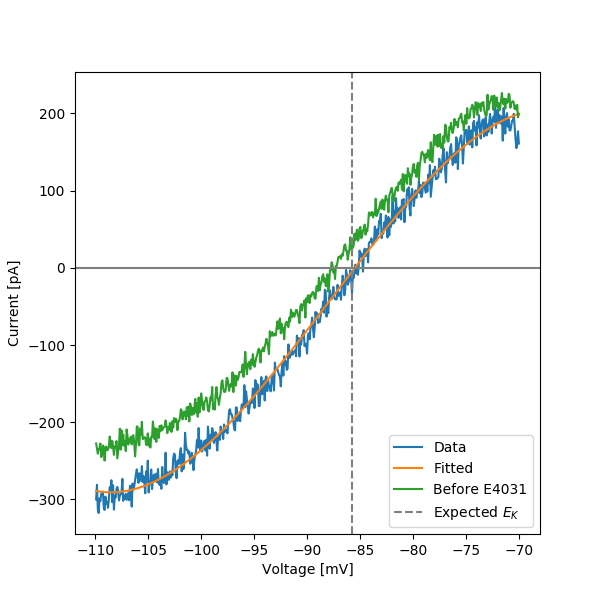 200
100
0
−100
−200
−300
Current [pA]
Data
Fitted
Before E4031
Expected E_K
−110 −105 −100 −95 −90 −85 −80 −75 −70
Voltage [mV]